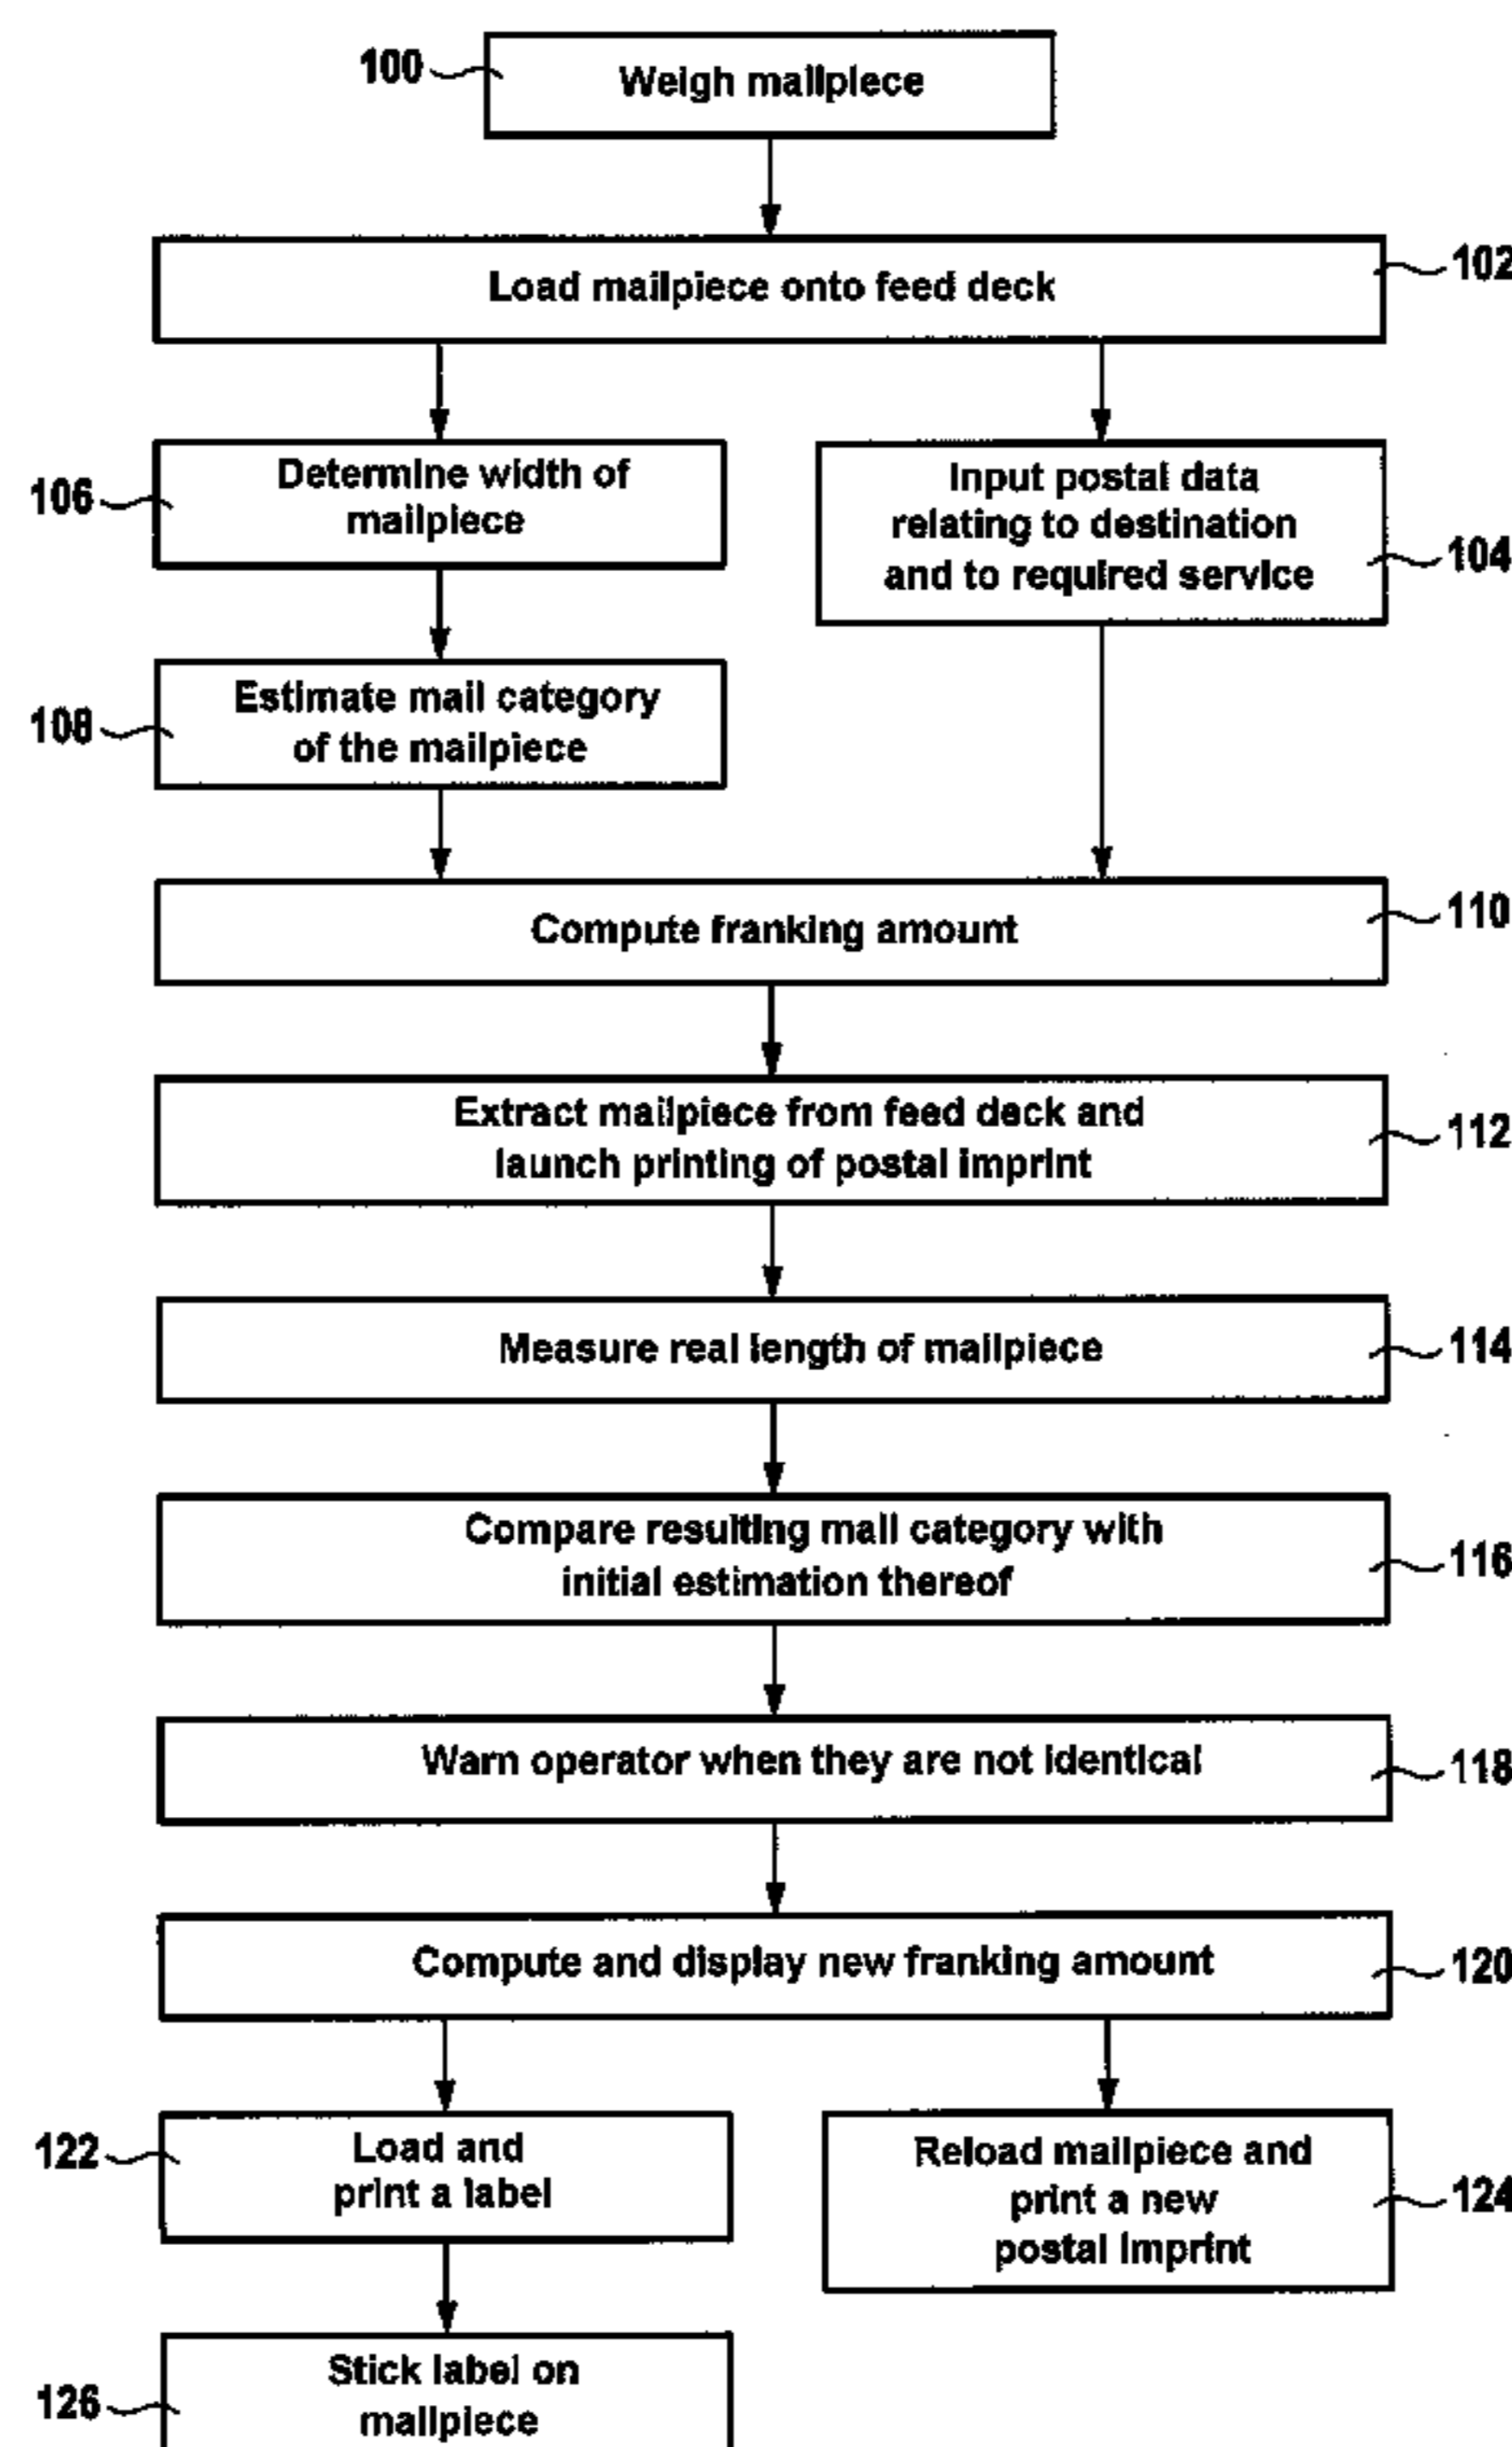 100
Weigh mailpiece
Load mailpiece onto feed deck
102
106
Determine width of
mailpiece
Input postal data
relating to destination
and to required service
104
108
Estimate mail category
of the mailpiece
Compute franking amount
110
Extract mailpiece from feed deck and
launch printing of postal imprint
112
Measure real length of mailpiece
114
Compare resulting mail category with
initial estimation thereof
116
Warn operator when they are not identical
118
Compute and display new franking amount
120
122
Load and
print a label
Reload mailpiece and
print a new
postal imprint
124
126
Stick label on
mailpiece